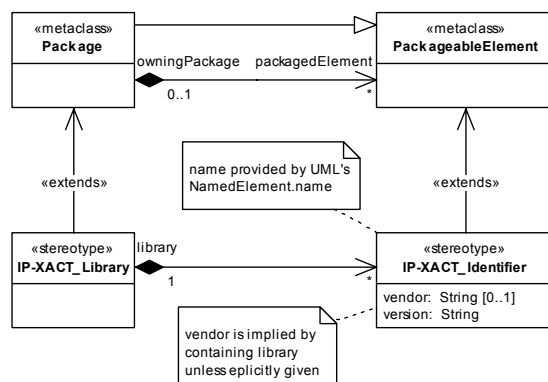 «metaclass»
Package
«metaclass»
PackageableElement
owningPackage
packagedElement
0..1
*
name provided by UML's
NamedElement.name
«extends»
«extends»
«stereotype»
IP-XACT_Library
library
1
*
«stereotype»
IP-XACT_Identifier
vendor: String [0..1]
version: String
vendor is implied by
containing library
unless eplicitly given